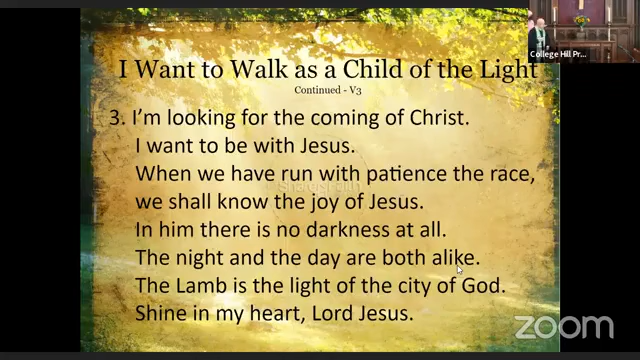 College Hill Pr...
I Want to Walk as a Child of the Light
Continued - V3
3. I'm looking for the coming of Christ.
I want to be with Jesus.
When we have run with patience the race,
we shall know the joy of Jesus.
In him there is no darkness at all.
The night and the day are both alike.
The Lamb is the light of the city of God.
Shine in my heart, Lord Jesus.
zoom